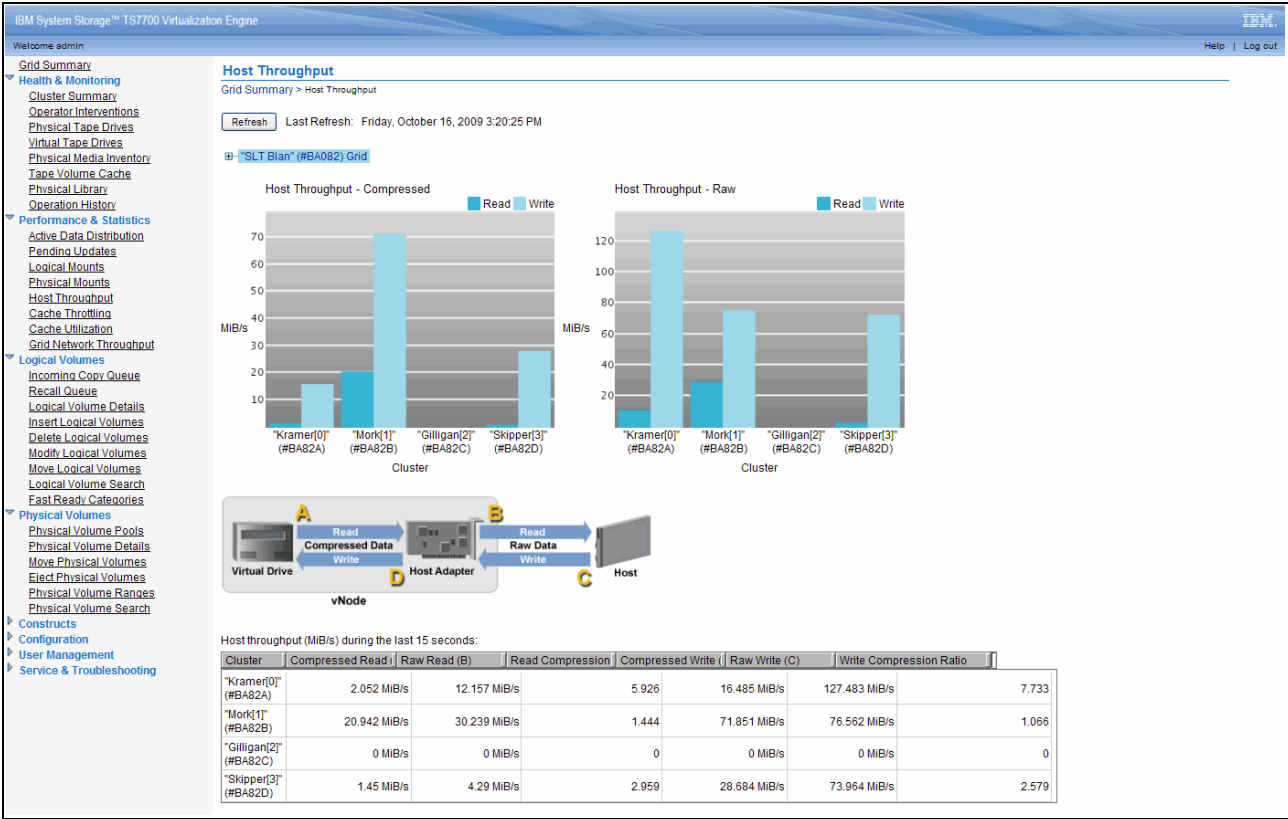 IBM System Storage™ TS7700 Virtualization Engine
IBM.
Welcome admin
Help | Log out
Grid Summary
Health & Monitoring
Cluster Summary
Operator Interventions
Physical Tape Drives
Virtual Tape Drives
Physical Media Inventory
Tape Volume Cache
Physical Library
Operation History
Performance & Statistics
Active Data Distribution
Pending Updates
Logical Mounts
Physical Mounts
Host Throughput
Cache Throttling
Cache Utilization
Grid Network Throughput
Logical Volumes
Incoming Copy Queue
Recall Queue
Logical Volume Details
Insert Logical Volumes
Delete Logical Volumes
Modify Logical Volumes
Move Logical Volumes
Logical Volume Search
Fast Ready Categories
Physical Volumes
Physical Volume Pools
Physical Volume Details
Move Physical Volumes
Eject Physical Volumes
Physical Volume Ranges
Physical Volume Search
Constructs
Configuration
User Management
Service & Troubleshooting
Host Throughput
Grid Summary > Host Throughput
Refresh Last Refresh: Friday, October 16, 2009 3:20:25 PM
"SLT Blan" (#BA082) Grid
Host Throughput - Compressed
Read Write
70
60
50
40
MiB/s
30
20
10
"Kramer[0]" "Mork[1]" "Gilligan[2]" "Skipper[3]"
(#BA82A) (#BA82B) (#BA82C) (#BA82D)
Cluster
Host Throughput - Raw
Read Write
120
100
80
MiB/s
60
40
20
"Kramer[0]" "Mork[1]" "Gilligan[2]" "Skipper[3]"
(#BA82A) (#BA82B) (#BA82C) (#BA82D)
Cluster
A B
Read Read
Compressed Data Raw Data
Write Write
Virtual Drive D Host Adapter C Host
vNode
Host throughput (MiB/s) during the last 15 seconds:
Cluster Compressed Read ( Raw Read (B) Read Compression Compressed Write ( Raw Write (C) Write Compression Ratio
"Kramer[0]" (#BA82A) 2.052 MiB/s 12.157 MiB/s 5.926 16.485 MiB/s 127.483 MiB/s 7.733
"Mork[1]" (#BA82B) 20.942 MiB/s 30.239 MiB/s 1.444 71.851 MiB/s 76.562 MiB/s 1.066
"Gilligan[2]" (#BA82C) 0 MiB/s 0 MiB/s 0 0 MiB/s 0 MiB/s 0
"Skipper[3]" (#BA82D) 1.45 MiB/s 4.29 MiB/s 2.959 28.684 MiB/s 73.964 MiB/s 2.579